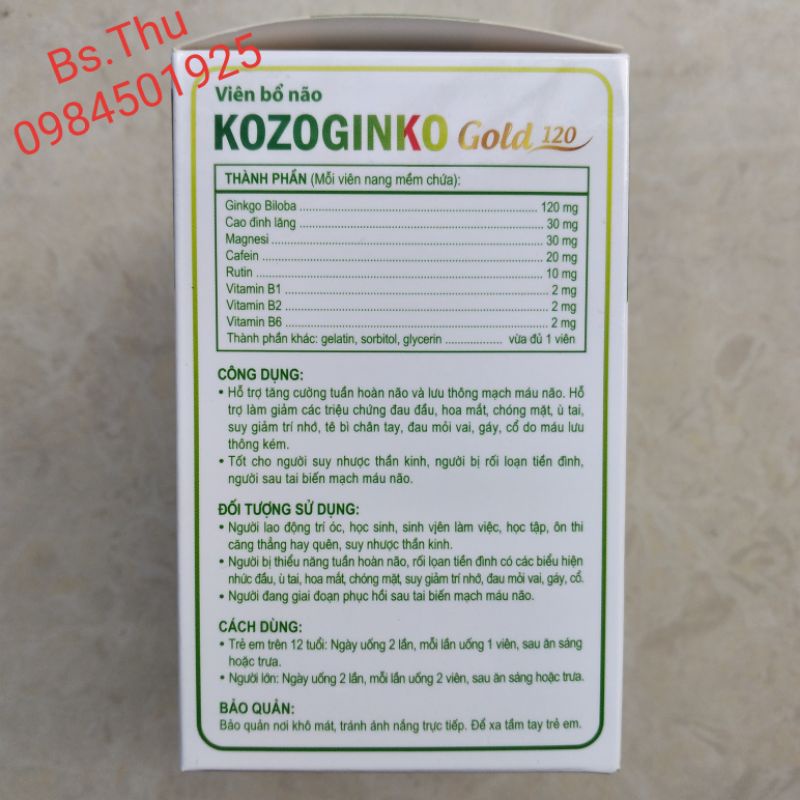 Bs.Thu
0984501925
Viên bổ não
KOZOGINKO Gold 120
THÀNH PHẦN (Mỗi viên nang mềm chứa):
Ginkgo Biloba ........ 120 mg
Cao đinh lăng ........ 30 mg
Magnesi ........ 30 mg
Cafein ........ 20 mg
Rutin ........ 10 mg
Vitamin B1 ........ 2 mg
Vitamin B2 ........ 2 mg
Vitamin B6 ........ 2 mg
Thành phần khác: gelatin, sorbitol, glycerin ........ vừa đủ 1 viên
CÔNG DỤNG:
• Hỗ trợ tăng cường tuần hoàn não và lưu thông mạch máu não. Hỗ
trợ làm giảm các triệu chứng đau đầu, hoa mắt, chóng mặt, ù tai,
suy giảm trí nhớ, tê bì chân tay, đau mỏi vai, gáy, cổ do máu lưu
thông kém.
• Tốt cho người suy nhược thần kinh, người bị rối loạn tiền đình,
người sau tai biến mạch máu não.
ĐỐI TƯỢNG SỬ DỤNG:
• Người lao động trí óc, học sinh, sinh vjên làm việc, học tập, ôn thi
căng thẳng hay quên, suy nhược thần kinh.
• Người bị thiểu năng tuần hoàn não, rối lọan tiền đình có các biểu hiện
nhức đầu, ù tai, hoa mắt, chóng mặt, suy giảm trí nhớ, đau mỏi vai, gáy, cổ.
• Người đang giai đoạn phục hồi sau tai biến mạch máu não.
CÁCH DÙNG:
• Trẻ em trên 12 tuổi: Ngày uống 2 lần, mỗi lần uống 1 viên, sau ăn sáng
hoặc trưa.
• Người lớn: Ngày uống 2 lần, mỗi lần uống 2 viên, sau ăn sáng hoặc trưa.
BẢO QUẢN:
Bảo quản nơi khô mát, tránh ánh nắng trực tiếp. Để xa tầm tay trẻ em.